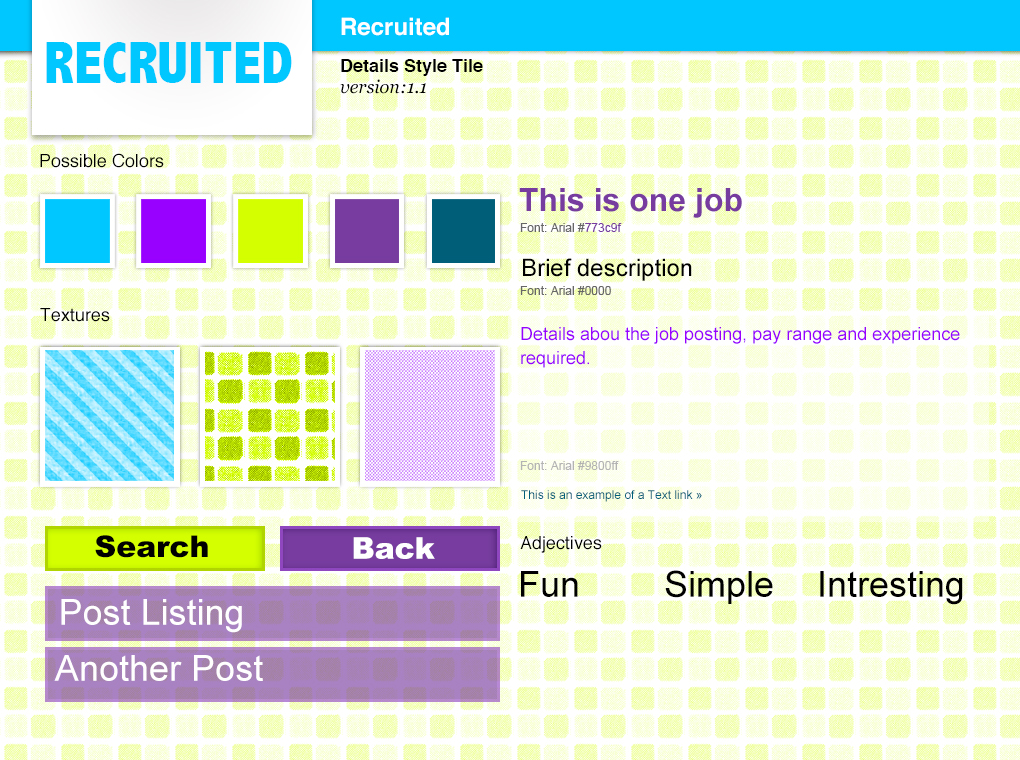 RECRUITED
Recruited
Details Style Tile
version:1.1
Possible Colors
Textures
Search
Back
Post Listing
Another Post
This is one job
Font: Arial #773c9f
Brief description
Font: Arial #0000
Details abou the job posting, pay range and experience
required.
Font: Arial #9800ff
This is an example of a Text link »
Adjectives
Fun Simple Intresting